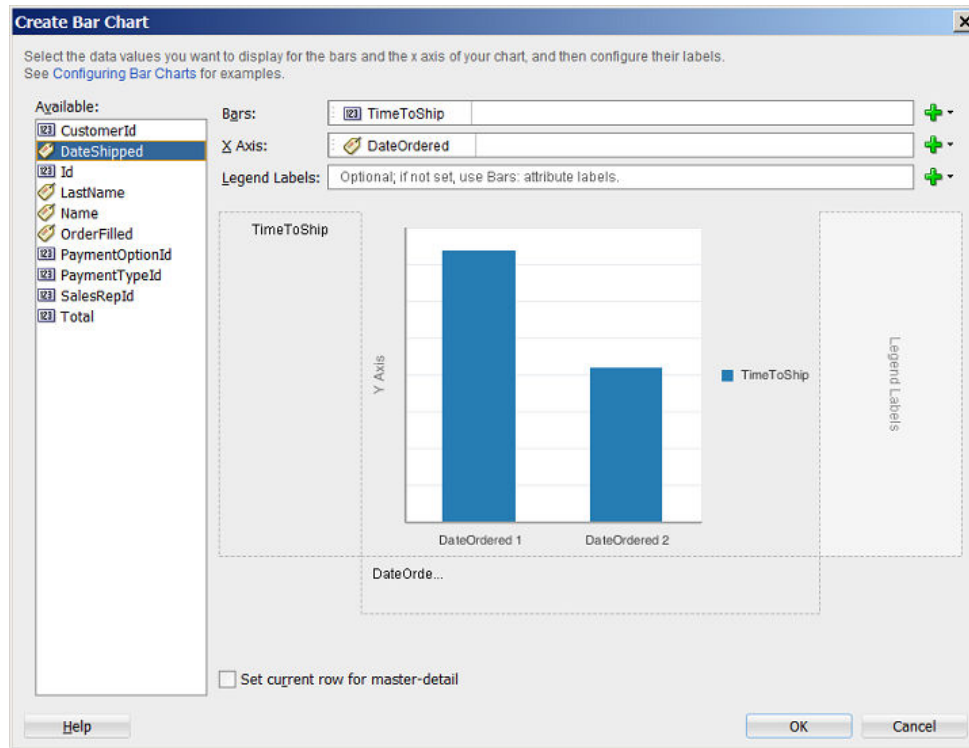 Create Bar Chart
Select the data values you want to display for the bars and the x axis of your chart, and then configure their labels.
See Configuring Bar Charts for examples.
Available:
CustomerId
DateShipped
Id
LastName
Name
OrderFilled
PaymentOptionId
PaymentTypeId
SalesRepId
Total
Bars:
TimeToShip
X Axis:
DateOrdered
Legend Labels:
Optional; if not set, use Bars: attribute labels.
TimeToShip
Y Axis
TimeToShip
Legend Labels
DateOrdered 1
DateOrdered 2
DateOrde...
Set current row for master-detail
Help
OK
Cancel